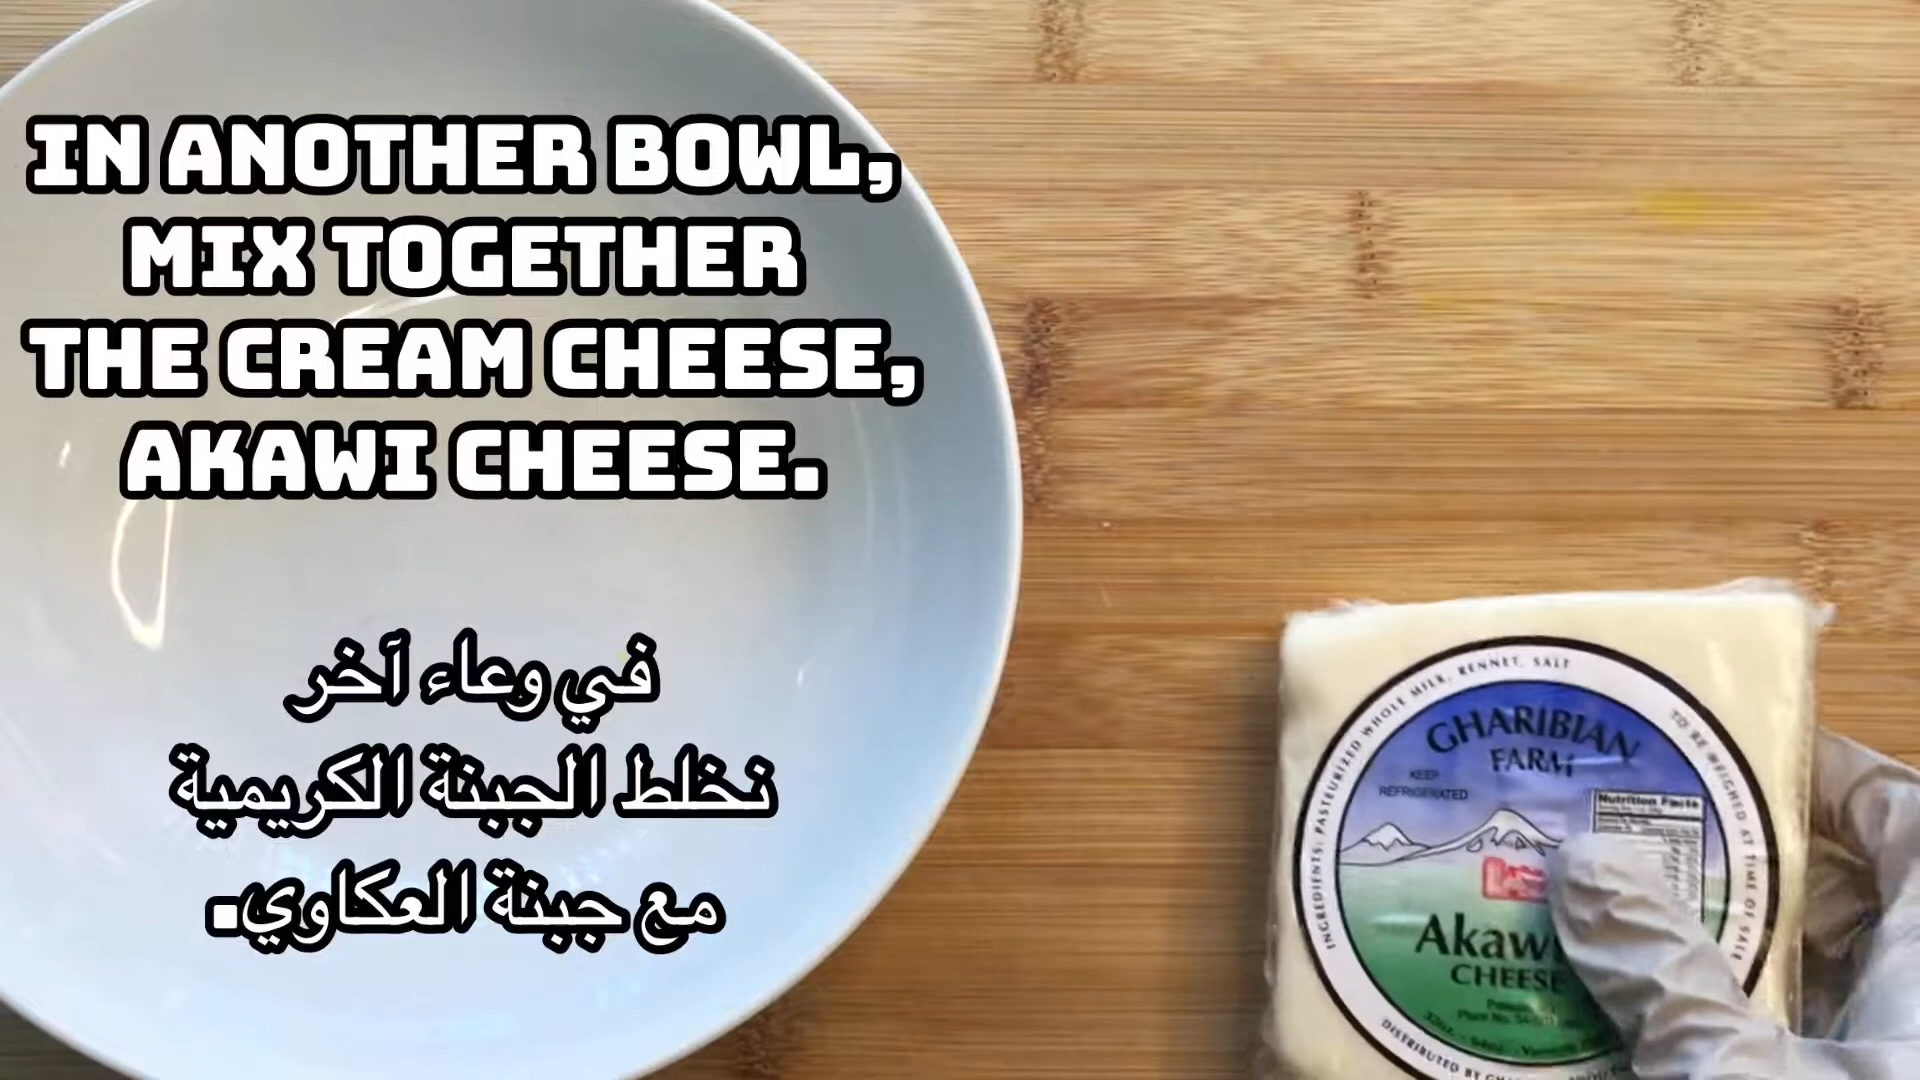 IN ANOTHER BOWL,
MIX TOGETHER
THE CREAM CHEESE,
AKAWI CHEESE.
في وعاء آخر
نخلط الجبنة الكريمية
مع جبنة العكاوي.
INGREDIENTS: PASTEURIZED WHOLE MILK, RENNET, SALT
TO BE WEIGHED AT TIME OF SALE
GHARIBIAN
FARM
KEEP
REFRIGERATED
Nutrition Facts
CHEESE
Plant No.
DISTRIBUTED BY